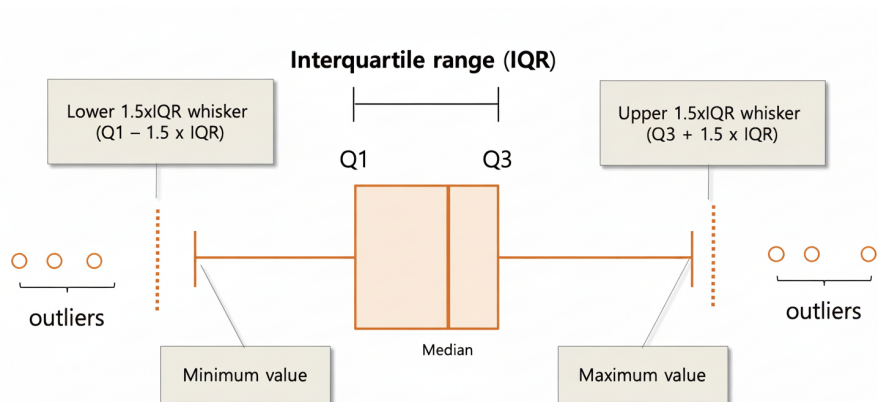 Interquartile range (IQR)
Lower 1.5xIQR whisker
(Q1 – 1.5 x IQR)
Upper 1.5xIQR whisker
(Q3 + 1.5 x IQR)
Q1
Q3
outliers
outliers
Median
Minimum value
Maximum value